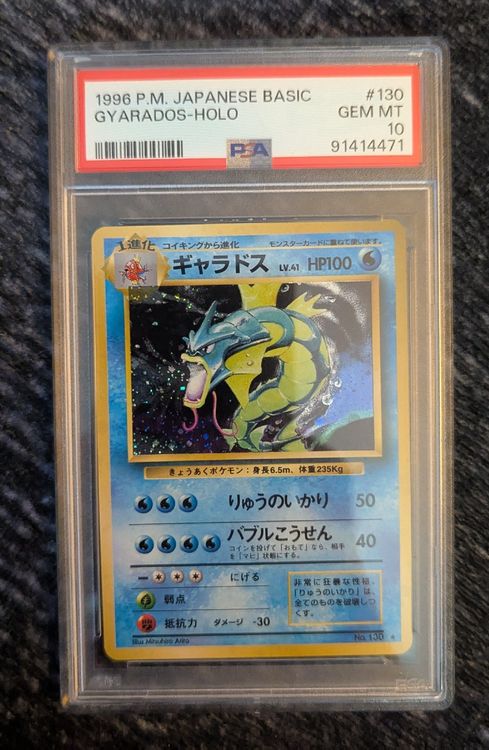 1996 P.M. JAPANESE BASIC #130
GYARADOS-HOLO GEM MT
10
PSA 91414471
1進化 コイキングから進化 モンスターカードに重ねて使います。
ギャラドス LV.41 HP100
きょうあくポケモン：身長6.5m、体重235Kg
りゅうのいかり 50
バブルこうせん 40
コインを投げて「おもて」なら、相手
を「マヒ」状態にする。
にげる
弱点
抵抗力 ダメージ -30
非常に狂暴な性格。
「りゅうのいかり」は、
全てのものを破壊しつ
くす。
Illus. Mitsuhiro Arita No. 130 ★